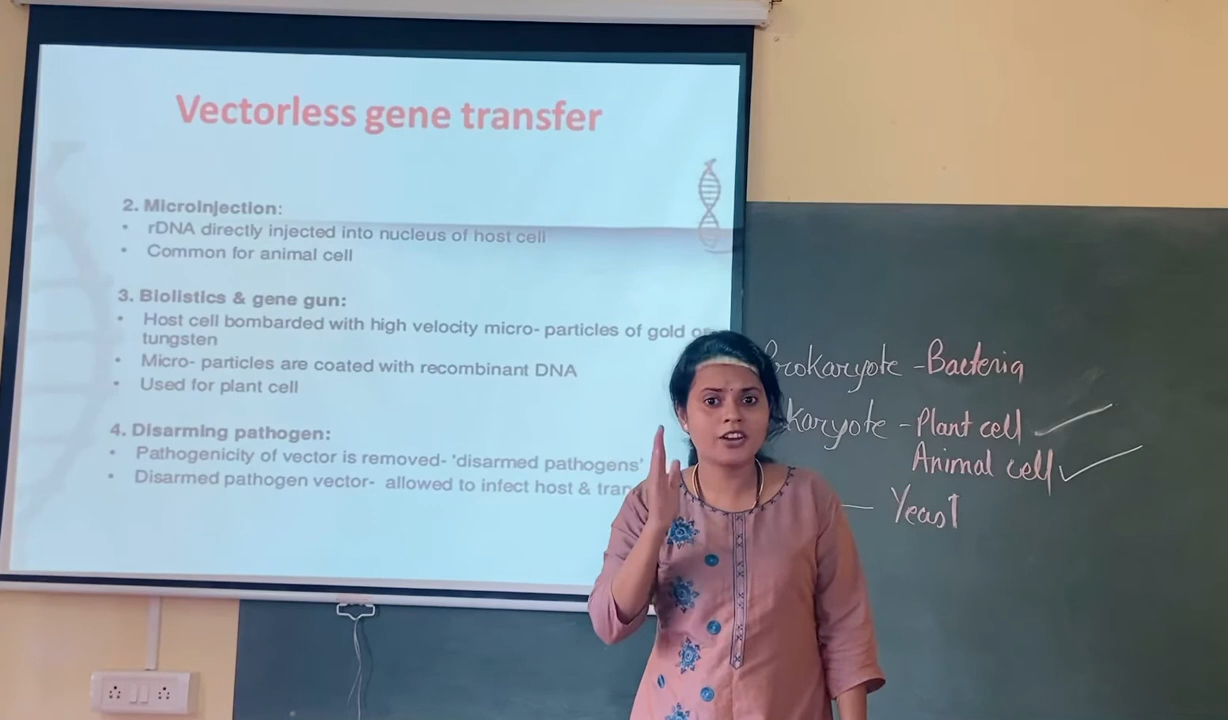 Vectorless gene transfer
2. Microinjection:
• rDNA directly injected into nucleus of host cell
• Common for animal cell
3. Biolistics & gene gun:
• Host cell bombarded with high velocity micro- particles of gold or
tungsten
• Micro- particles are coated with recombinant DNA
• Used for plant cell
4. Disarming pathogen:
• Pathogenicity of vector is removed- 'disarmed pathogens'
• Disarmed pathogen vector- allowed to infect host &
Prokaryote - Bacteria
karyote - Plant cell
Animal cell
Yeast